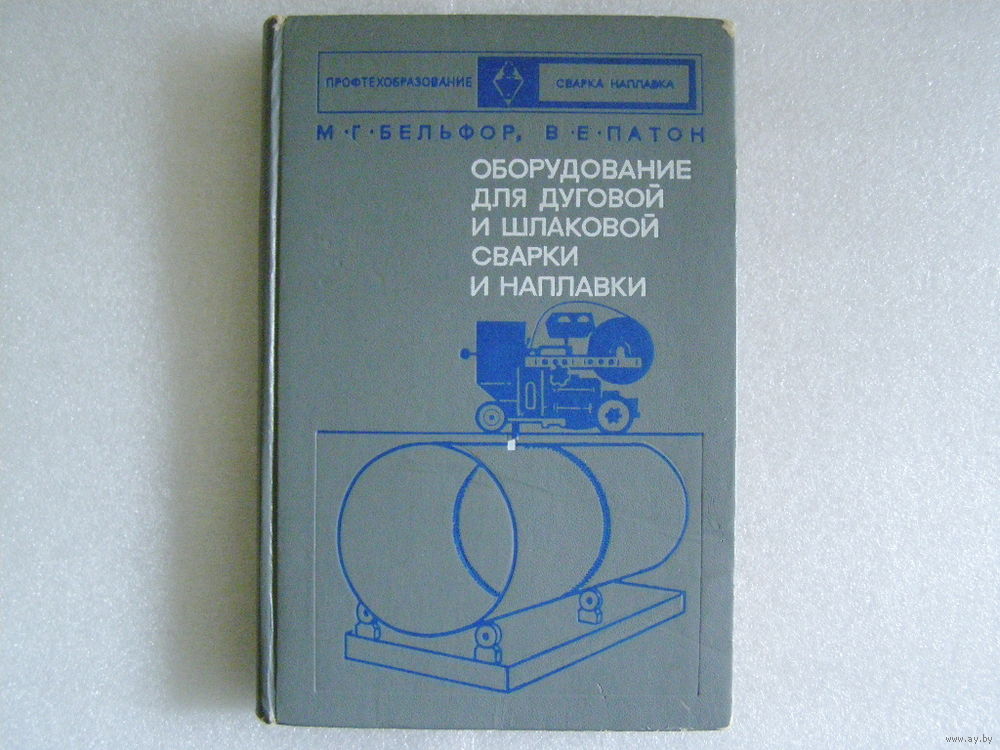 ПРОФТЕХОБРАЗОВАНИЕ СВАРКА НАПЛАВКА
М·Г·БЕЛЬФОР, В·Е·ПАТОН
ОБОРУДОВАНИЕ
ДЛЯ ДУГОВОЙ
И ШЛАКОВОЙ
СВАРКИ
И НАПЛАВКИ
www.ay.by